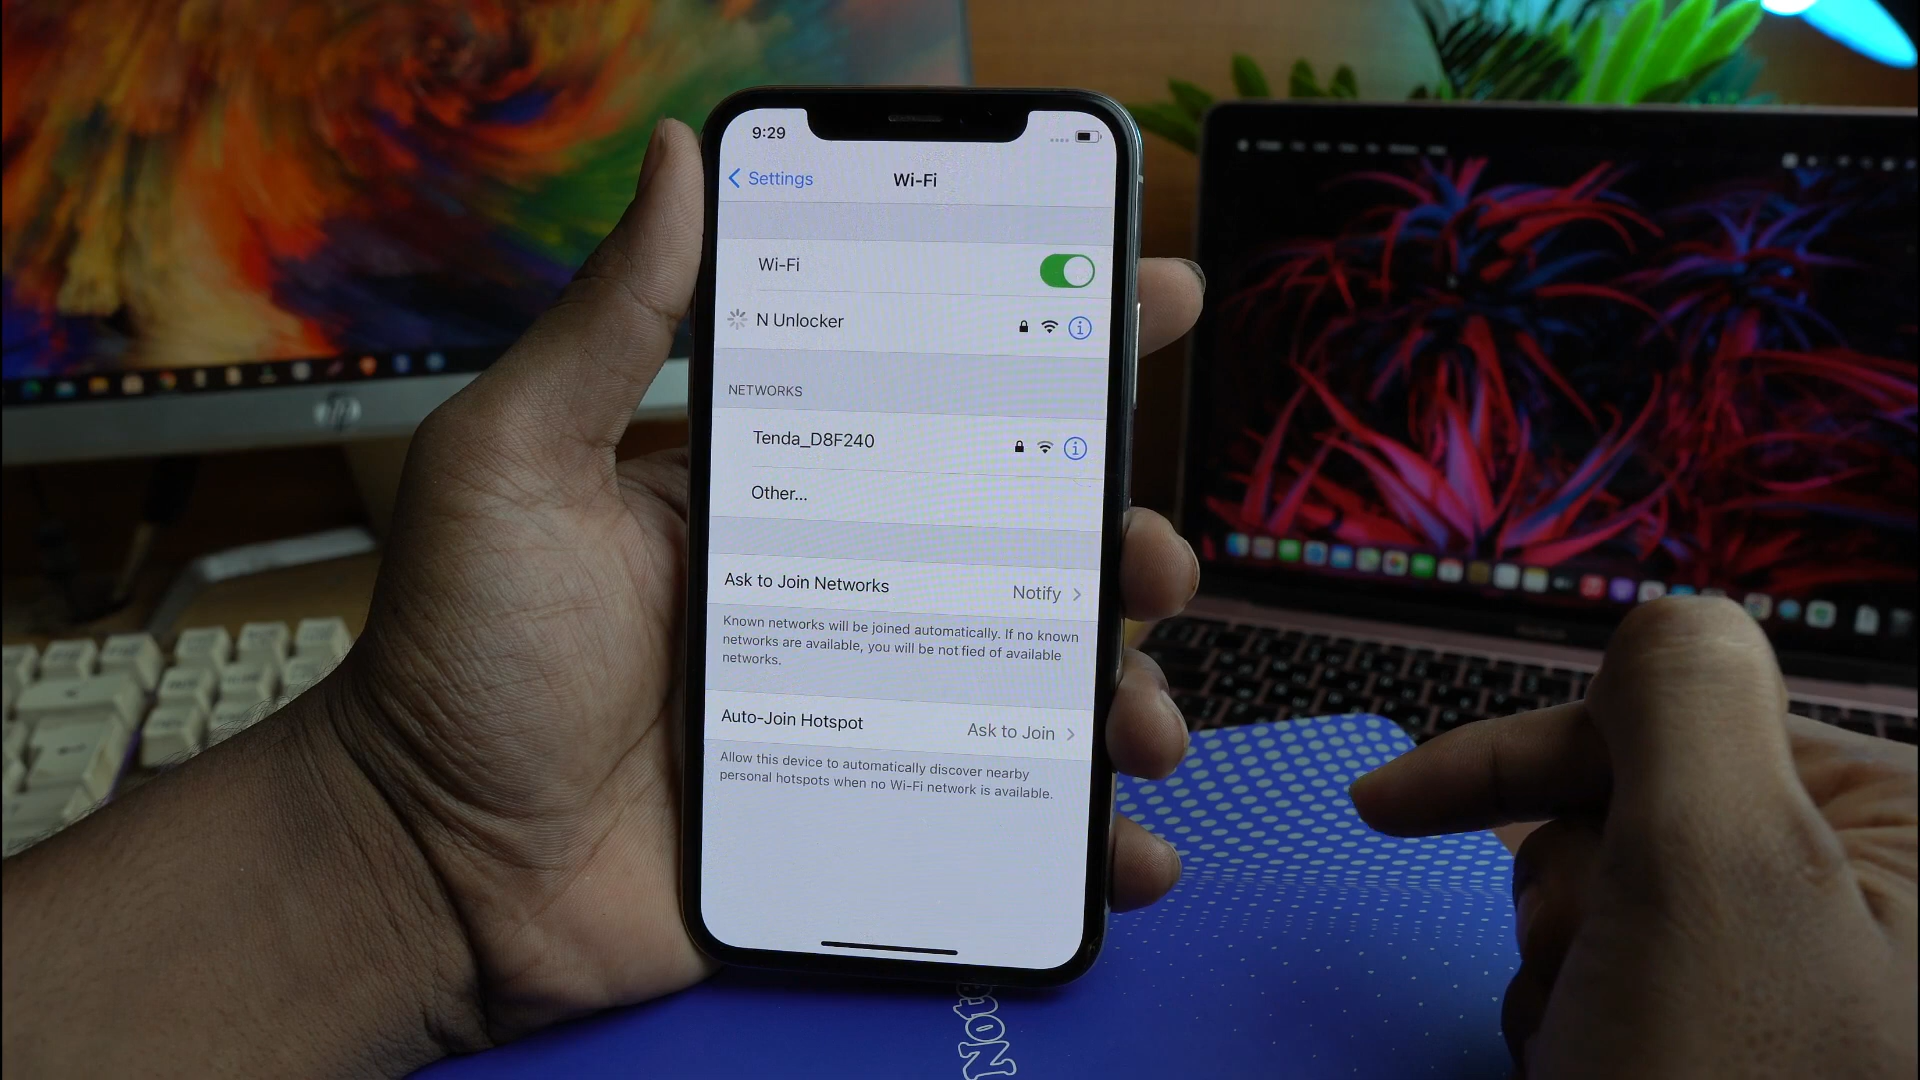 9:29
Settings
Wi-Fi
Wi-Fi
N Unlocker
NETWORKS
Tenda_D8F240
Other...
Ask to Join Networks
Notify
Known networks will be joined automatically. If no known
networks are available, you will be notified of available
networks.
Auto-Join Hotspot
Ask to Join
Allow this device to automatically discover nearby
personal hotspots when no Wi-Fi network is available.
hp
Note